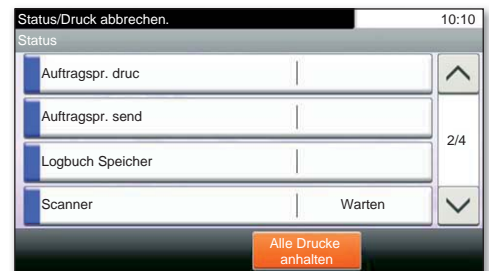 Status/Druck abbrechen. 10:10
Status
Auftragspr. druc
Auftragspr. send
2/4
Logbuch Speicher
Scanner Warten
Alle Drucke
anhalten